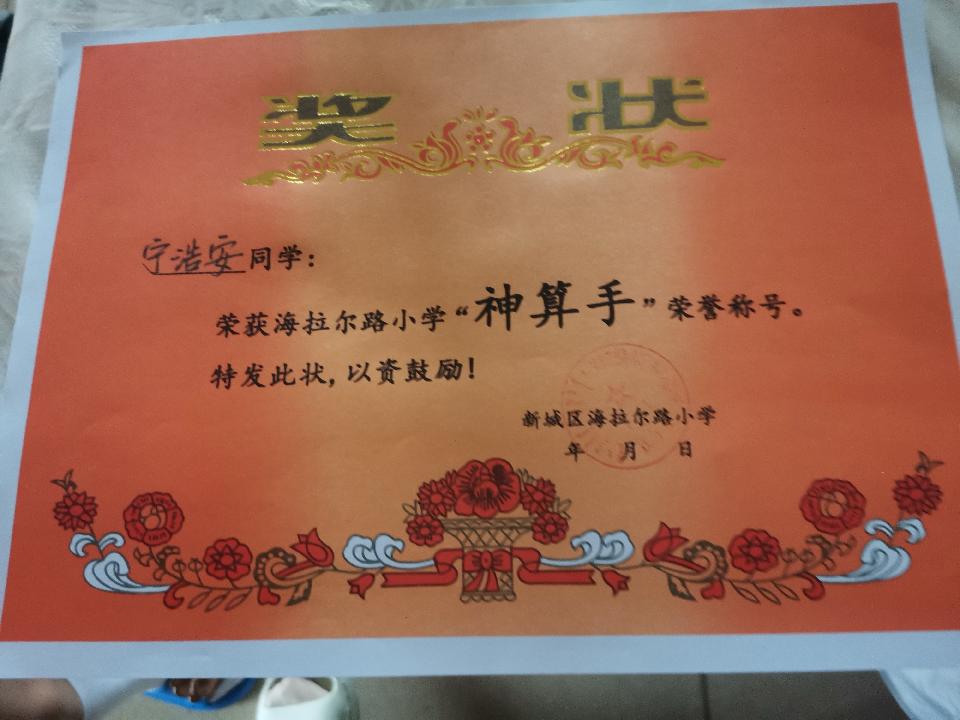 奖状
宁浩安同学：
荣获海拉尔路小学“神算手”荣誉称号。
特发此状，以资鼓励！
新城区海拉尔路小学
年 月 日